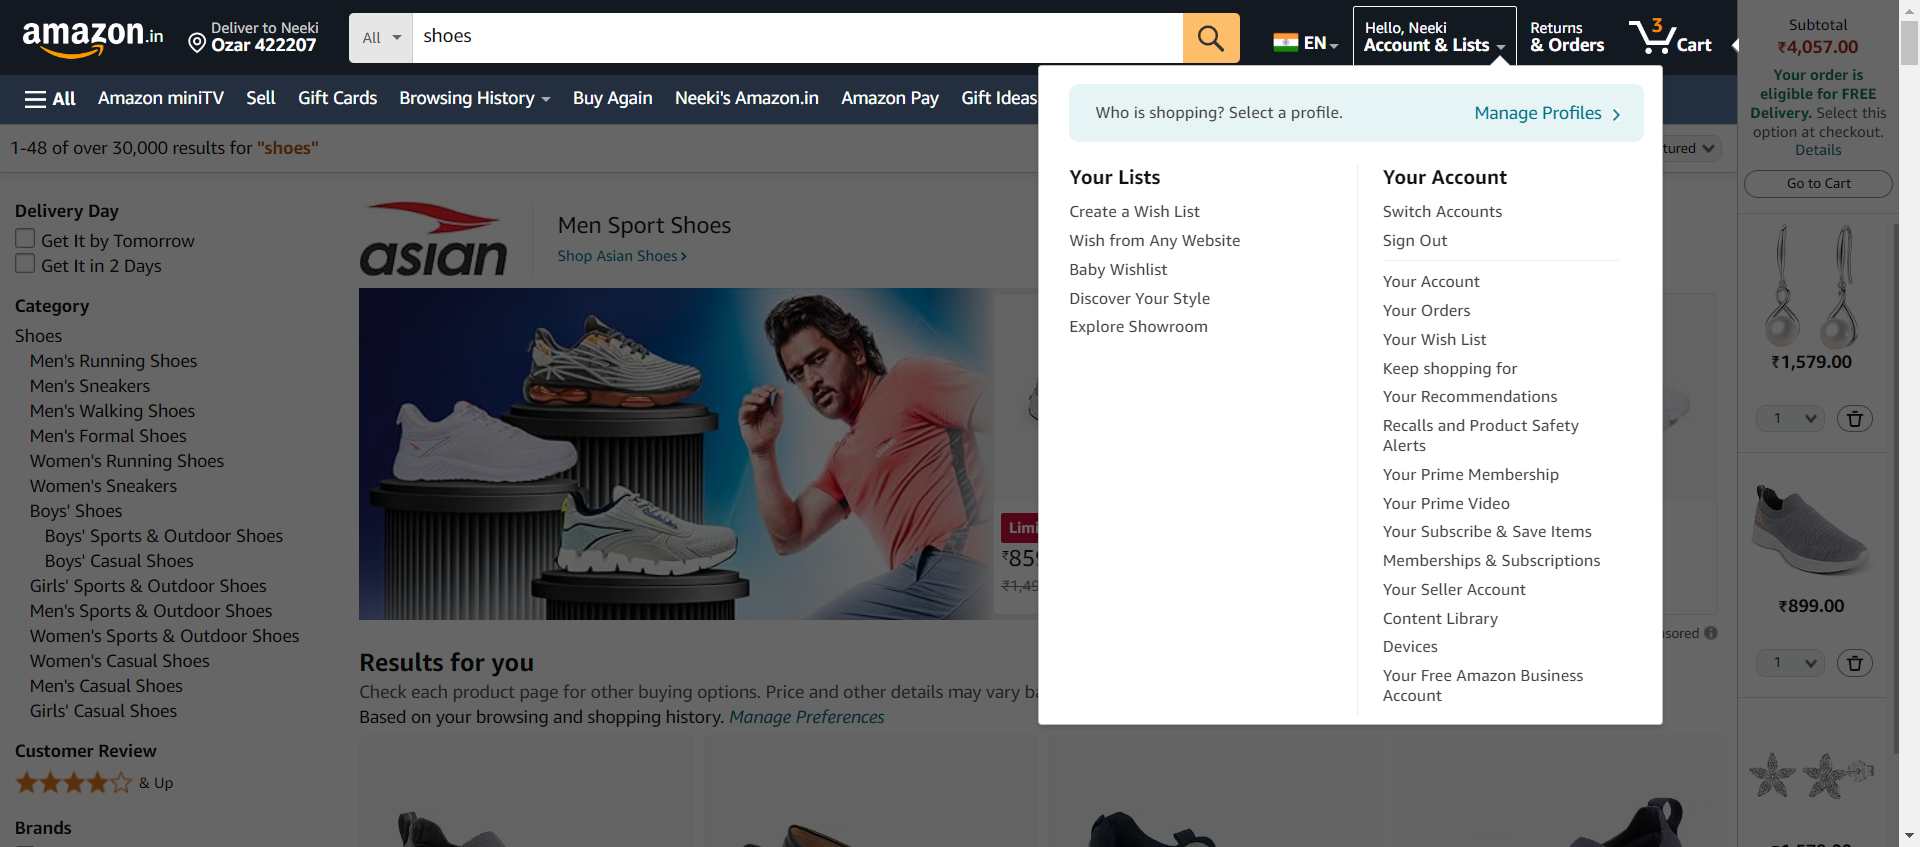 amazon.in
Deliver to Neeki
Ozar 422207
All
shoes
EN
Hello, Neeki
Account & Lists
Returns
& Orders
3
Cart
All
Amazon miniTV
Sell
Gift Cards
Browsing History
Buy Again
Neeki's Amazon.in
Amazon Pay
Gift Ideas
1-48 of over 30,000 results for "shoes"
Delivery Day
Get It by Tomorrow
Get It in 2 Days
Category
Shoes
Men's Running Shoes
Men's Sneakers
Men's Walking Shoes
Men's Formal Shoes
Women's Running Shoes
Women's Sneakers
Boys' Shoes
Boys' Sports & Outdoor Shoes
Boys' Casual Shoes
Girls' Sports & Outdoor Shoes
Men's Sports & Outdoor Shoes
Women's Sports & Outdoor Shoes
Women's Casual Shoes
Men's Casual Shoes
Girls' Casual Shoes
Customer Review
& Up
Brands
asian
Men Sport Shoes
Shop Asian Shoes ›
Limi
₹859
₹1,49
Results for you
Check each product page for other buying options. Price and other details may vary ba
Based on your browsing and shopping history. Manage Preferences
Who is shopping? Select a profile.
Manage Profiles ›
Your Lists
Create a Wish List
Wish from Any Website
Baby Wishlist
Discover Your Style
Explore Showroom
Your Account
Switch Accounts
Sign Out
Your Account
Your Orders
Your Wish List
Keep shopping for
Your Recommendations
Recalls and Product Safety
Alerts
Your Prime Membership
Your Prime Video
Your Subscribe & Save Items
Memberships & Subscriptions
Your Seller Account
Content Library
Devices
Your Free Amazon Business
Account
tured
sored
Subtotal
₹4,057.00
Your order is
eligible for FREE
Delivery. Select this
option at checkout.
Details
Go to Cart
₹1,579.00
1
₹899.00
1